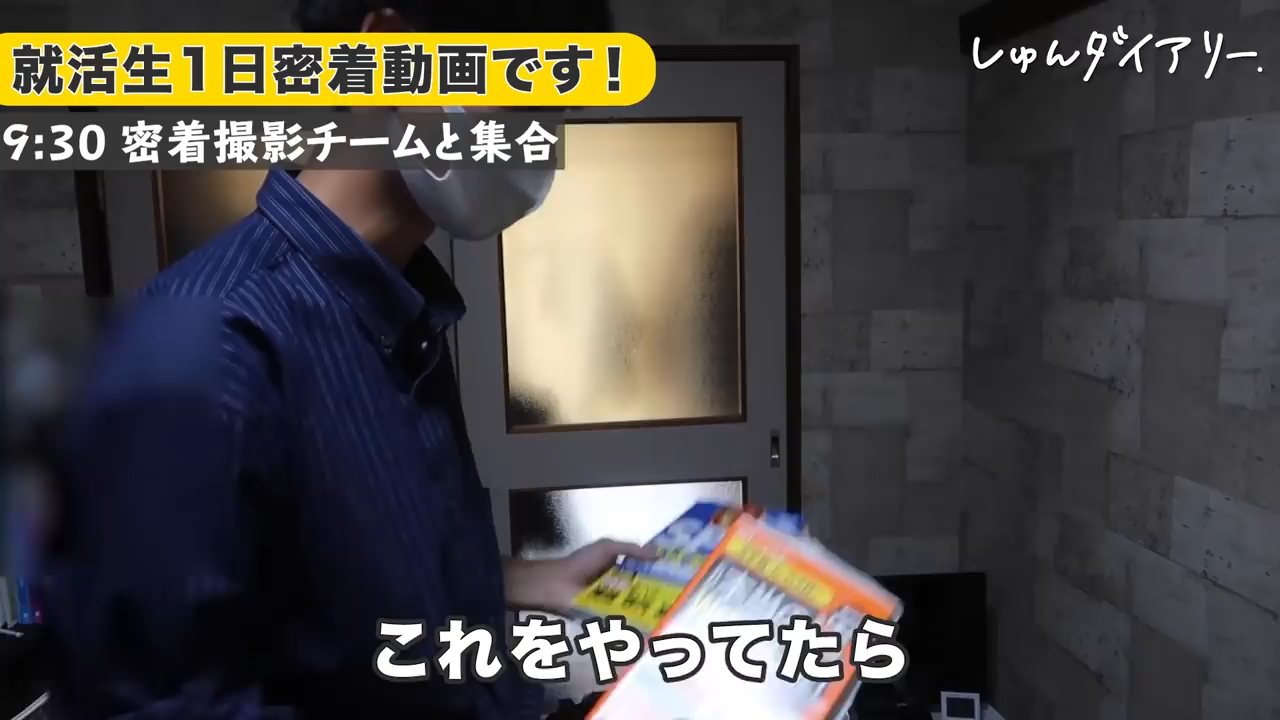 就活生1日密着動画です！
しゅんダイアリー.
9:30 密着撮影チームと集合
これをやってたら